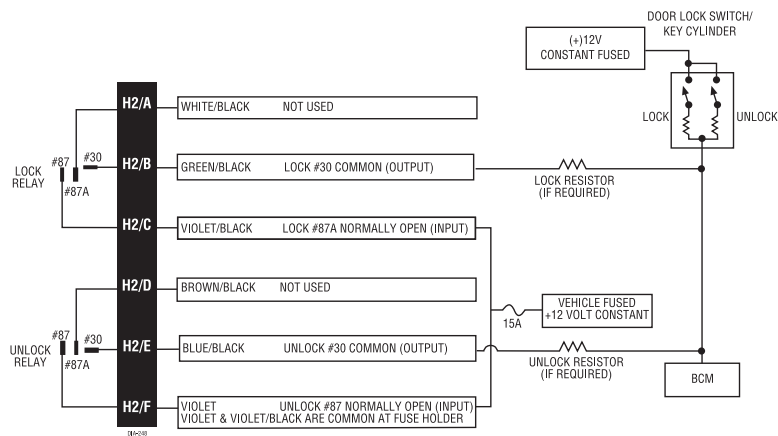 DOOR LOCK SWITCH/
KEY CYLINDER
(+)12V
CONSTANT FUSED
LOCK
UNLOCK
H2/A
WHITE/BLACK NOT USED
#87
#30
#87A
LOCK
RELAY
H2/B
GREEN/BLACK LOCK #30 COMMON (OUTPUT)
LOCK RESISTOR
(IF REQUIRED)
H2/C
VIOLET/BLACK LOCK #87A NORMALLY OPEN (INPUT)
H2/D
BROWN/BLACK NOT USED
15A
VEHICLE FUSED
+12 VOLT CONSTANT
#87
#30
#87A
UNLOCK
RELAY
H2/E
BLUE/BLACK UNLOCK #30 COMMON (OUTPUT)
UNLOCK RESISTOR
(IF REQUIRED)
BCM
H2/F
VIOLET UNLOCK #87 NORMALLY OPEN (INPUT)
VIOLET & VIOLET/BLACK ARE COMMON AT FUSE HOLDER
DIA-248